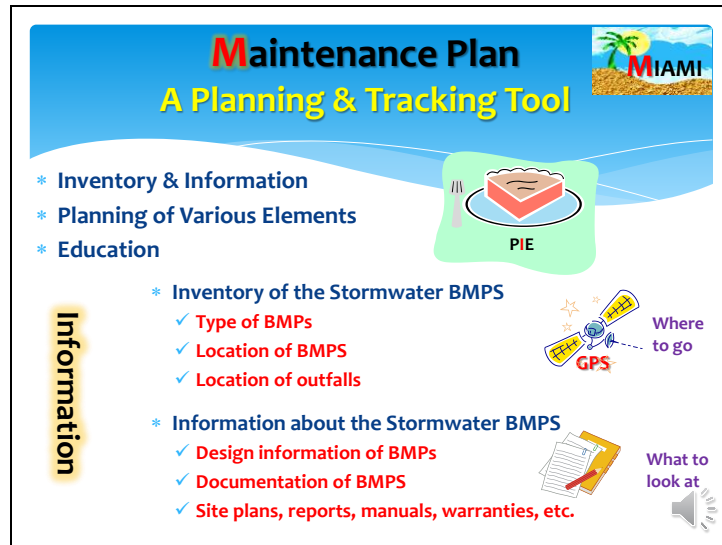 Maintenance Plan
A Planning & Tracking Tool
MIAMI
* Inventory & Information
* Planning of Various Elements
* Education
PIE
Information
* Inventory of the Stormwater BMPS
✓ Type of BMPs
✓ Location of BMPS
✓ Location of outfalls
GPS
Where
to go
* Information about the Stormwater BMPS
✓ Design information of BMPs
✓ Documentation of BMPS
✓ Site plans, reports, manuals, warranties, etc.
What to
look at